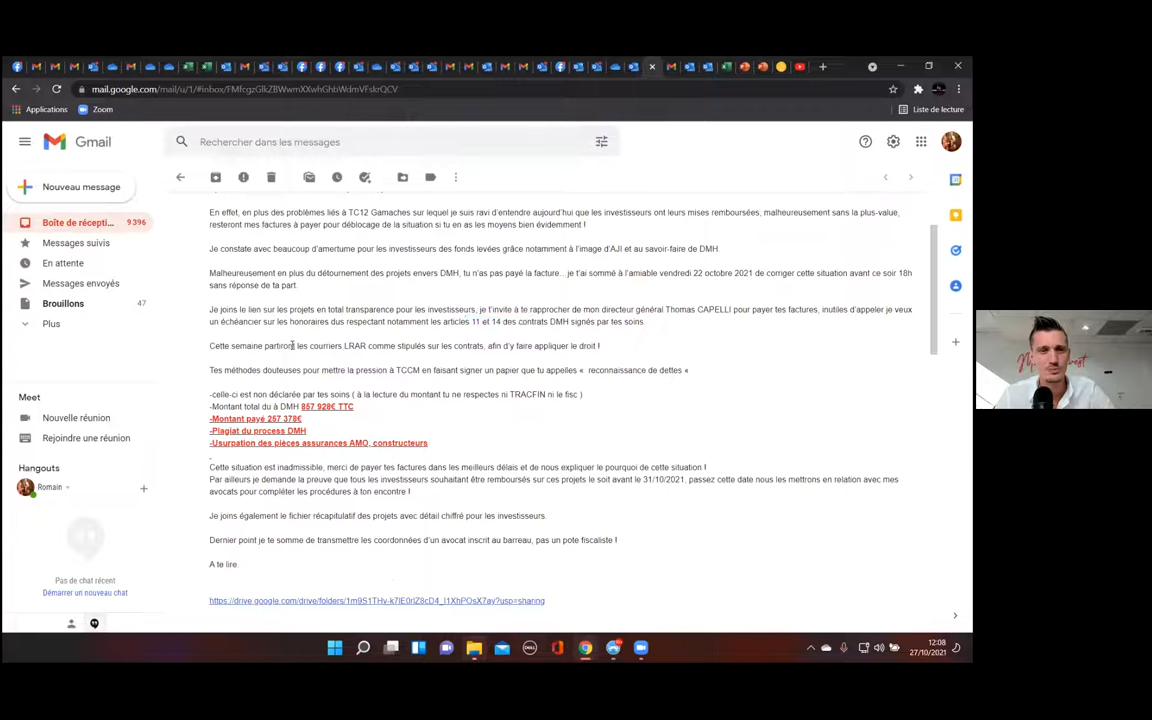 mail.google.com/mail/u/1/#inbox/FMfcgzGlkZBWwmXXwhGhbWdmVFskrQCV
Applications
Zoom
Liste de lecture
Gmail
Rechercher dans les messages
Nouveau message
Boîte de récepti...
9 396
Messages suivis
En attente
Messages envoyés
Brouillons
47
Plus
Meet
Nouvelle réunion
Rejoindre une réunion
Hangouts
Romain
Pas de chat récent
Démarrer un nouveau chat
En effet, en plus des problèmes liés à TC12 Gamaches sur lequel je suis ravi d'entendre aujourd'hui que les investisseurs ont leurs mises remboursées, malheureusement sans la plus-value,
resteront mes factures à payer pour déblocage de la situation si tu en as les moyens bien évidemment !
Je constate avec beaucoup d'amertume pour les investisseurs des fonds levées grâce notamment à l'image d'AJI et au savoir-faire de DMH.
Malheureusement en plus du détournement des projets envers DMH, tu n'as pas payé la facture…je t'ai sommé à l'amiable vendredi 22 octobre 2021 de corriger cette situation avant ce soir 18h
sans réponse de ta part.
Je joins le lien sur les projets en total transparence pour les investisseurs, je t'invite à te rapprocher de mon directeur général Thomas CAPELLI pour payer tes factures, inutiles d'appeler je veux
un échéancier sur les honoraires dus respectant notamment les articles 11 et 14 des contrats DMH signés par tes soins.
Cette semaine partiront les courriers LRAR comme stipulés sur les contrats, afin d'y faire appliquer le droit !
Tes méthodes douteuses pour mettre la pression à TCCM en faisant signer un papier que tu appelles « reconnaissance de dettes «
-celle-ci est non déclarée par tes soins ( à la lecture du montant tu ne respectes ni TRACFIN ni le fisc )
-Montant total du à DMH 857 928€ TTC
-Montant payé 257 378€
-Plagiat du process DMH
-Usurpation des pièces assurances AMO, constructeurs
-
Cette situation est inadmissible, merci de payer tes factures dans les meilleurs délais et de nous expliquer le pourquoi de cette situation !
Par ailleurs je demande la preuve que tous les investisseurs souhaitant être remboursés sur ces projets le soit avant le 31/10/2021, passez cette date nous les mettrons en relation avec mes
avocats pour compléter les procédures à ton encontre !
Je joins également le fichier récapitulatif des projets avec détail chiffré pour les investisseurs.
Dernier point je te somme de transmettre les coordonnées d'un avocat inscrit au barreau, pas un pote fiscaliste !
A te lire.
https://drive.google.com/drive/folders/1m9S1THv-k7IE0rlZ8cD4_I1XhPOsX7ay?usp=sharing
DELL
12:08
27/10/2021